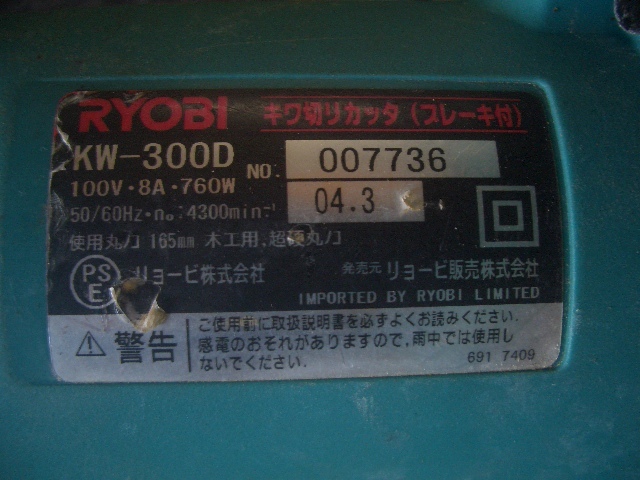 RYOBI キワ切りカッタ(ブレーキ付)
KW-300D NO: 007736
100V・8A・760W 04.3
50/60Hz・n₀:4300min⁻¹
使用丸ノコ 165mm 木工用,超硬丸ノコ
PS E リョービ株式会社 発売元 リョービ販売株式会社
IMPORTED BY RYOBI LIMITED
⚠警告
ご使用前に取扱説明書を必ずよくお読みください。
感電のおそれがありますので、雨中では使用し
ないでください。
691 7409